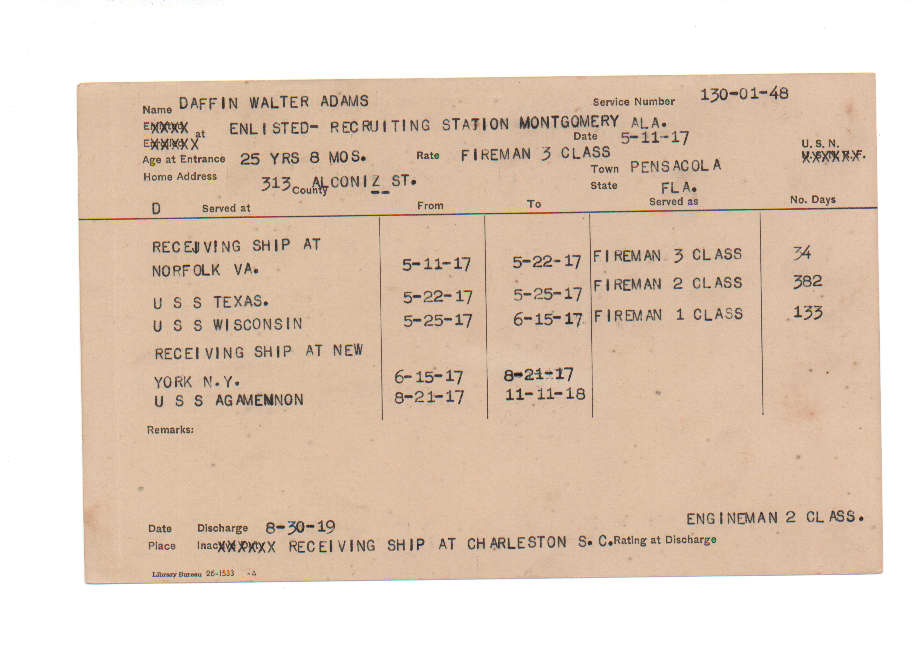 Name DAFFIN WALTER ADAMS Service Number 130-01-48
at ENLISTED- RECRUITING STATION MONTGOMERY ALA.
Date 5-11-17
Age at Entrance 25 YRS 8 MOS. Rate FIREMAN 3 CLASS U.S.N.
Home Address 313 ALCONIZ ST. Town PENSACOLA
County State FLA.
D Served at From To Served as No. Days
RECEIVING SHIP AT
NORFOLK VA. 5-11-17 5-22-17 FIREMAN 3 CLASS 34
U S S TEXAS. 5-22-17 5-25-17 FIREMAN 2 CLASS 382
U S S WISCONSIN 5-25-17 6-15-17 FIREMAN 1 CLASS 133
RECEIVING SHIP AT NEW
YORK N.Y. 6-15-17 8-21-17
U S S AGAMEMNON 8-21-17 11-11-18
Remarks:
ENGINEMAN 2 CLASS.
Date Discharge 8-30-19
Place RECEIVING SHIP AT CHARLESTON S.C. Rating at Discharge
Library Bureau 26-1533